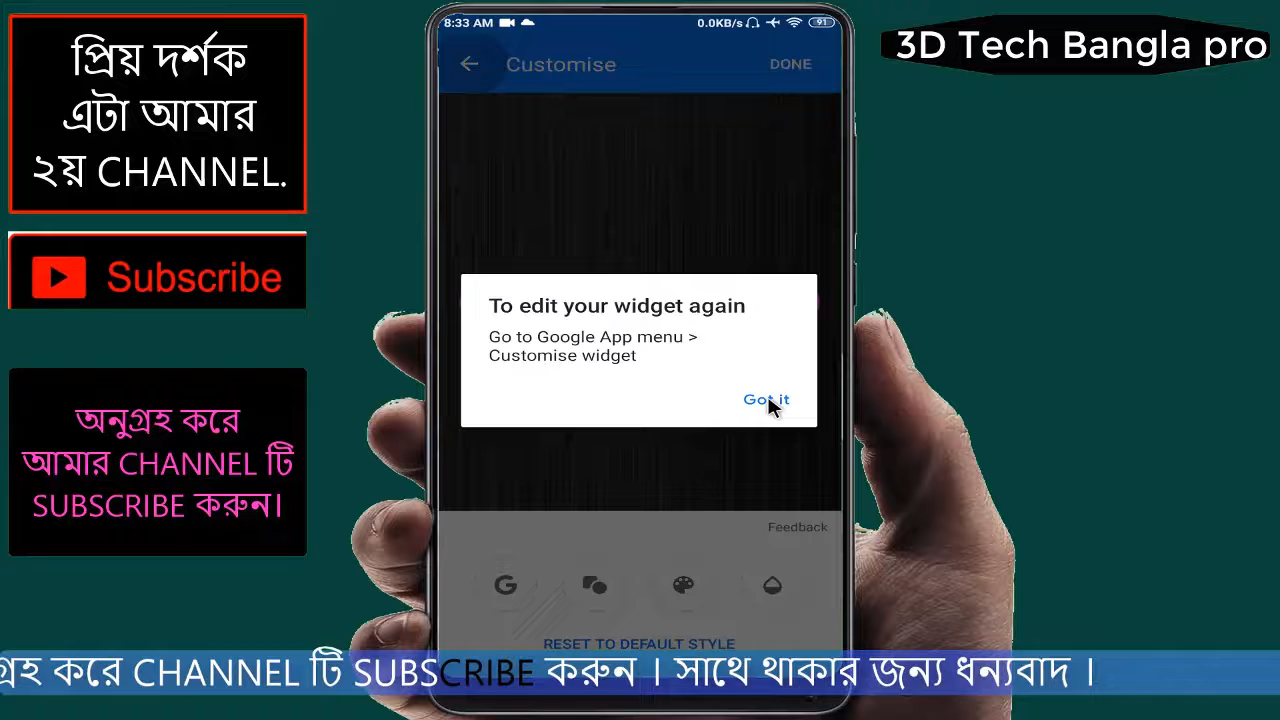 প্রিয় দর্শক
এটা আমার
২য় CHANNEL.
Subscribe
অনুগ্রহ করে
আমার CHANNEL টি
SUBSCRIBE করুন।
3D Tech Bangla pro
8:33 AM
0.0KB/s
91
Customise
DONE
To edit your widget again
Go to Google App menu >
Customise widget
Got it
Feedback
G
RESET TO DEFAULT STYLE
গ্রহ করে CHANNEL টি SUBSCRIBE করুন । সাথে থাকার জন্য ধন্যবাদ ।